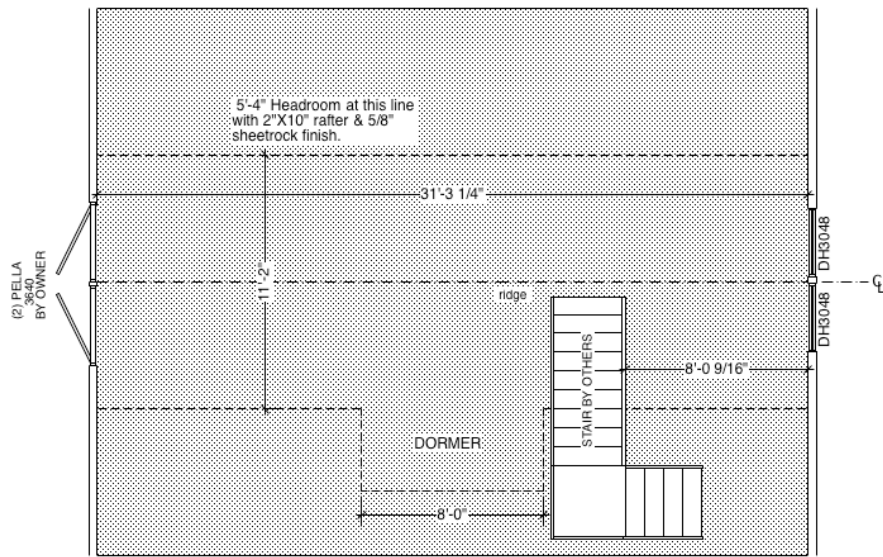 5'-4" Headroom at this line
with 2"X10" rafter & 5/8"
sheetrock finish.
31'-3 1/4"
(2) PELLA
3640
BY OWNER
11'-2"
DH3048
DH3048
ridge
℄
STAIR BY OTHERS
8'-0 9/16"
DORMER
8'-0"